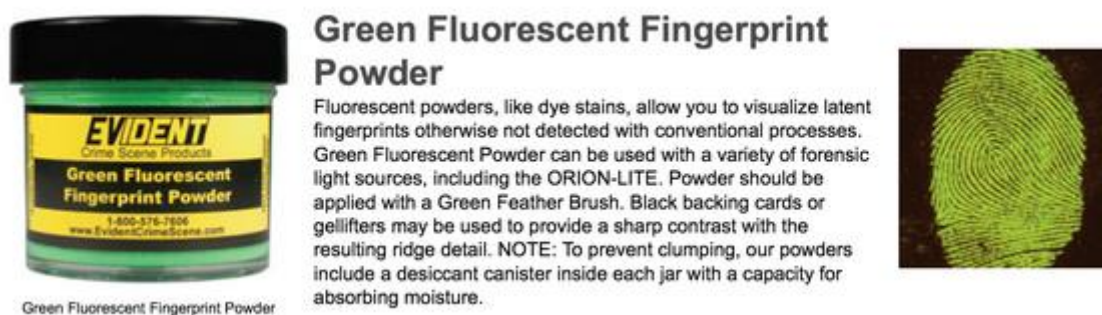 EVIDENT
Crime Scene Products
Green Fluorescent
Fingerprint Powder
1-800-576-7606
www.EvidentCrimeScene.com
Green Fluorescent Fingerprint Powder
Green Fluorescent Fingerprint
Powder
Fluorescent powders, like dye stains, allow you to visualize latent
fingerprints otherwise not detected with conventional processes.
Green Fluorescent Powder can be used with a variety of forensic
light sources, including the ORION-LITE. Powder should be
applied with a Green Feather Brush. Black backing cards or
gellifters may be used to provide a sharp contrast with the
resulting ridge detail. NOTE: To prevent clumping, our powders
include a desiccant canister inside each jar with a capacity for
absorbing moisture.